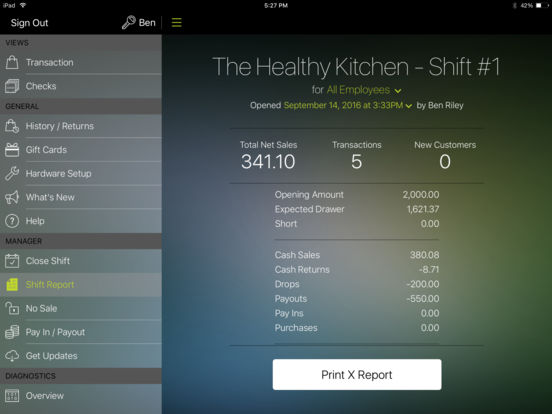 iPad 5:27 PM 42%
Sign Out Ben
VIEWS
Transaction
Checks
GENERAL
History / Returns
Gift Cards
Hardware Setup
What's New
? Help
MANAGER
Close Shift
Shift Report
No Sale
Pay In / Payout
Get Updates
DIAGNOSTICS
Overview
The Healthy Kitchen - Shift #1
for All Employees
Opened September 14, 2016 at 3:33PM by Ben Riley
Total Net Sales Transactions New Customers
341.10 5 0
Opening Amount 2,000.00
Expected Drawer 1,621.37
Short 0.00
Cash Sales 380.08
Cash Returns -8.71
Drops -200.00
Payouts -550.00
Pay Ins 0.00
Purchases 0.00
Print X Report